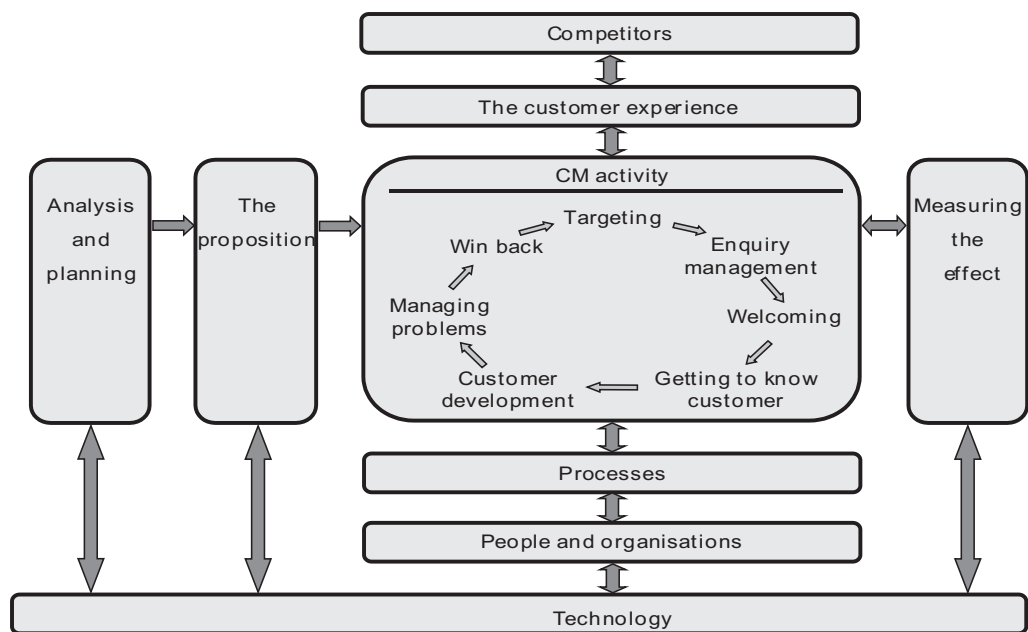 Competitors
The customer experience
Analysis
and
planning
The
proposition
CM activity
Targeting
Enquiry
management
Welcoming
Getting to know
customer
Customer
development
Managing
problems
Win back
Measuring
the
effect
Processes
People and organisations
Technology